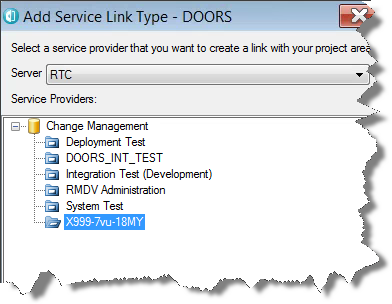 Add Service Link Type - DOORS
Select a service provider that you want to create a link with your project area
Server RTC
Service Providers:
Change Management
Deployment Test
DOORS_INT_TEST
Integration Test (Development)
RMDV Administration
System Test
X999-7vu-18MY